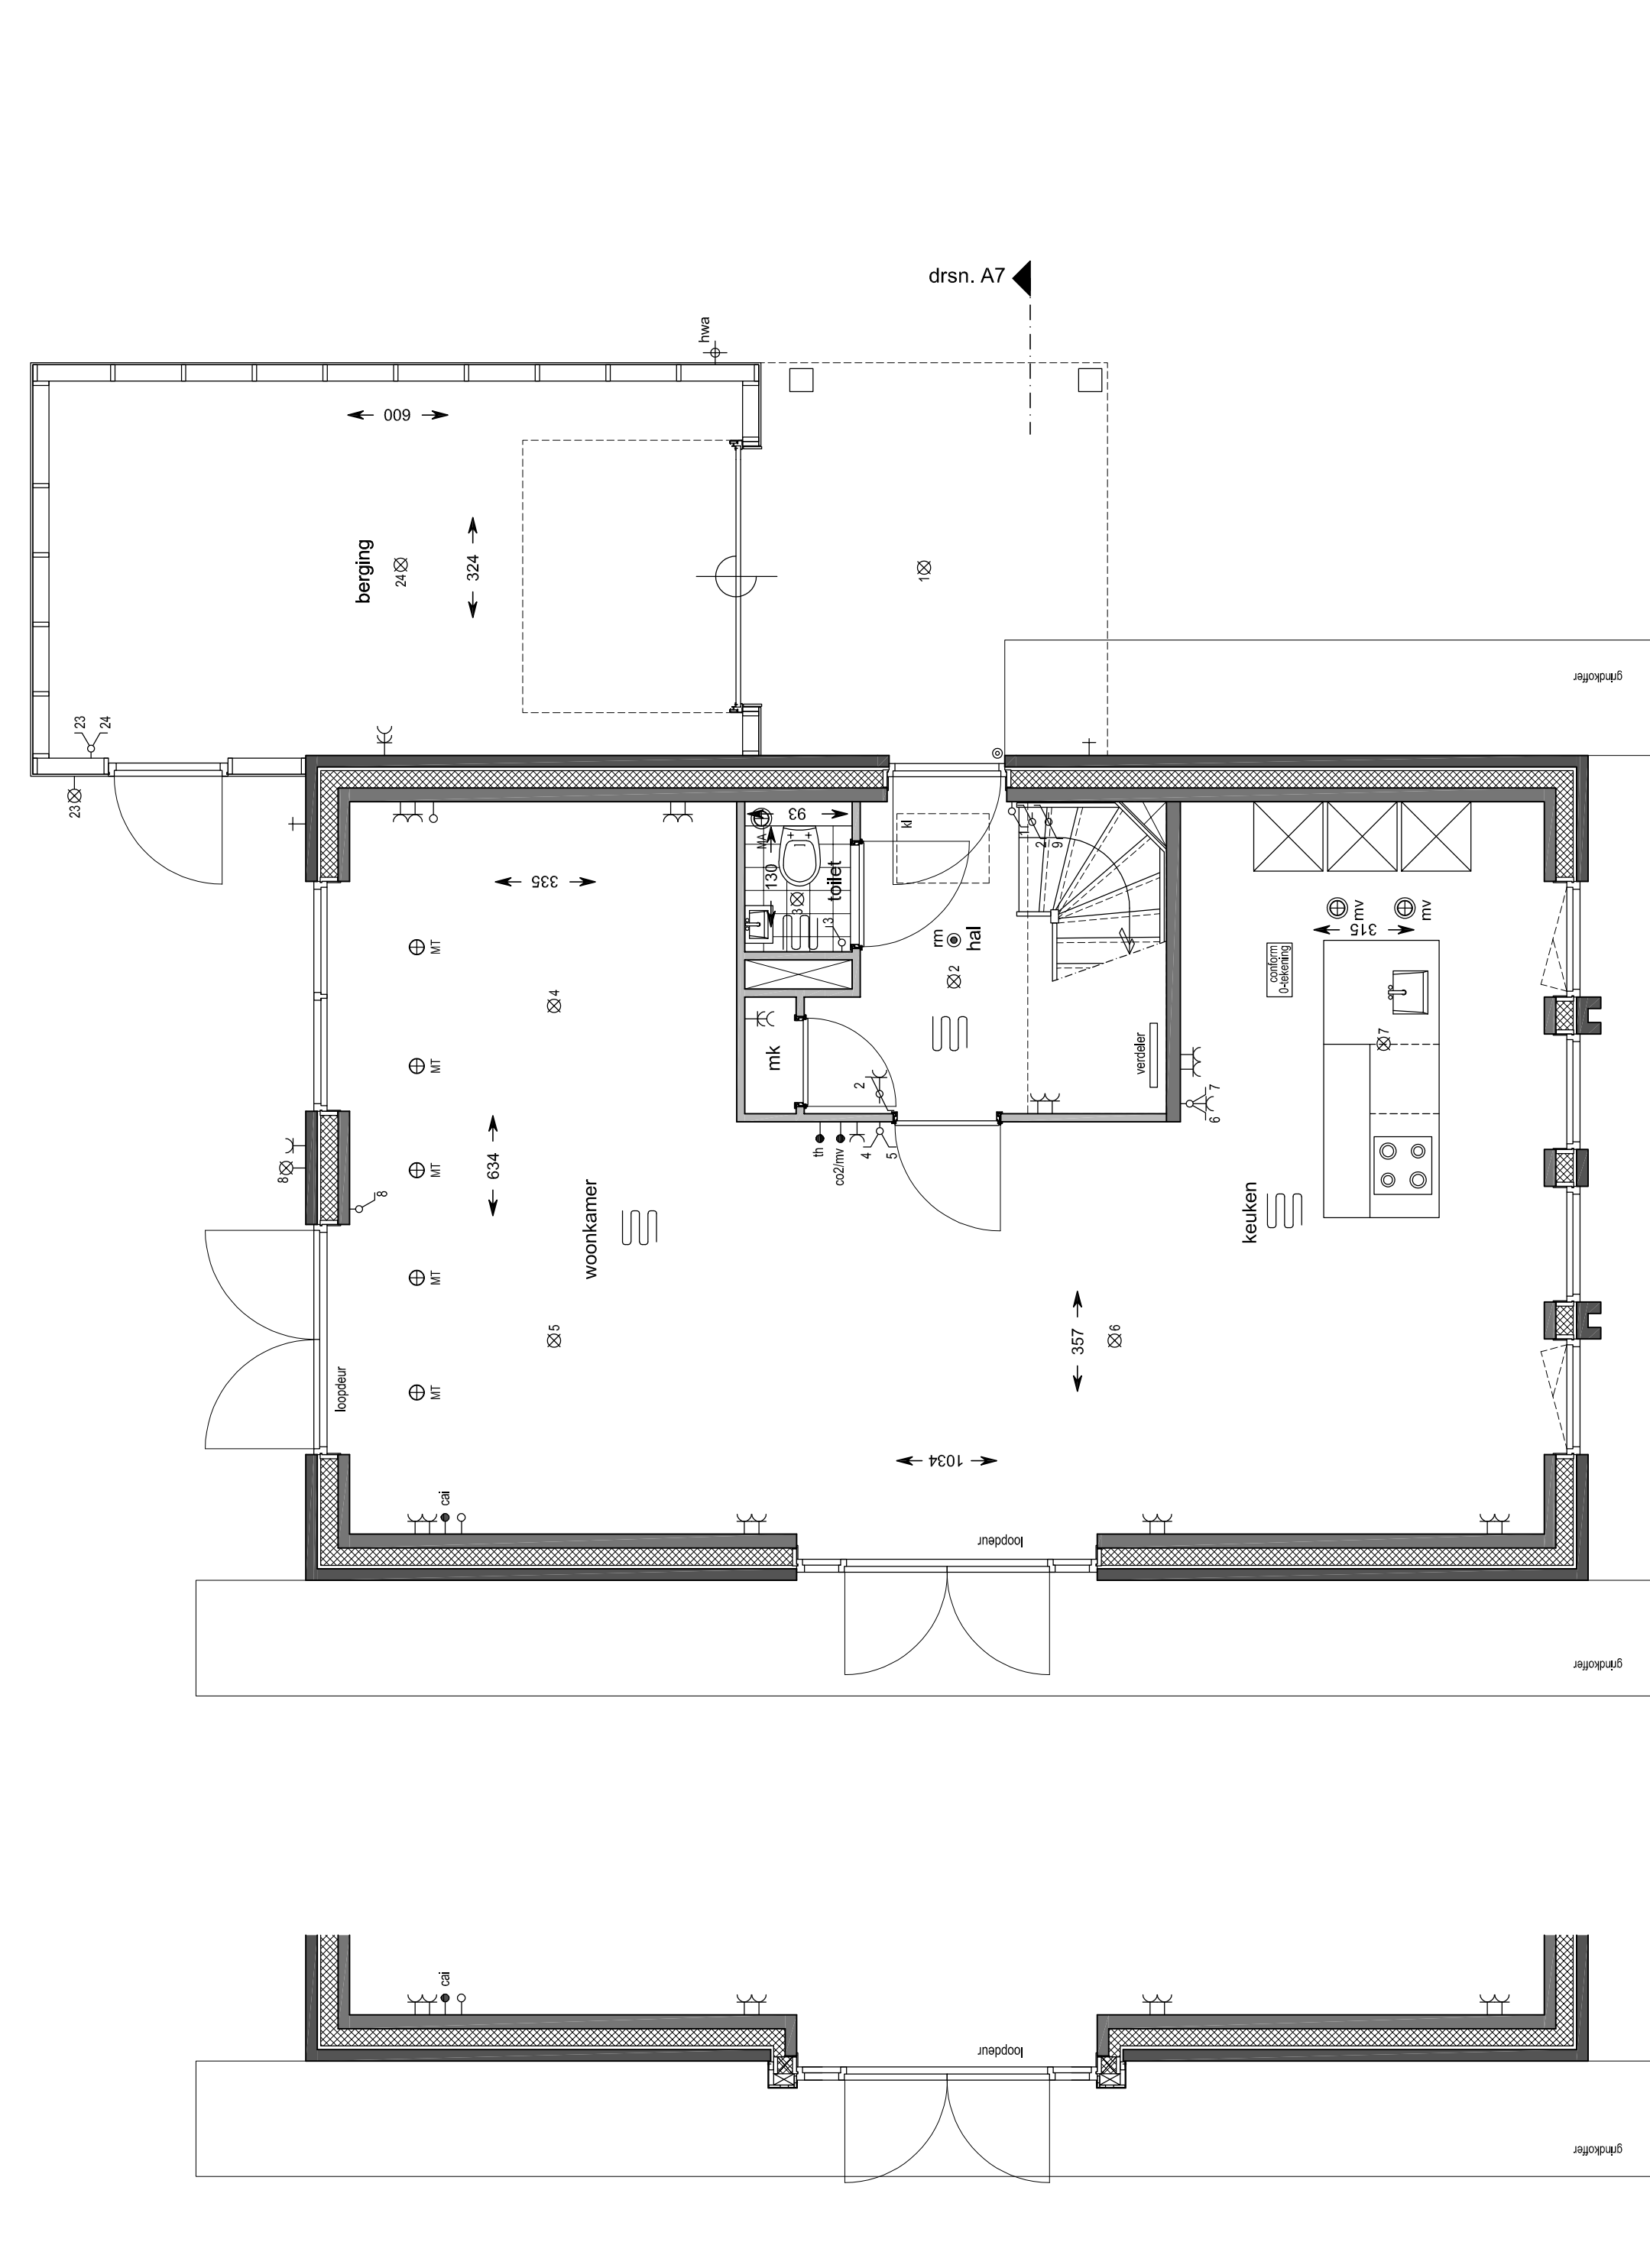 drsn. A7
hwa
600
berging
24
324
1
grindkoffer
23
24
23
kl
93
MA
130
toilet
3
3
1
2
9
335
MT
4
rm
hal
2
mv
mv
315
conform
0-tekening
7
MT
mk
2
verdeler
th
co2/mv
4
5
6
7
8
8
MT
634
woonkamer
keuken
MT
5
357
6
loopdeur
MT
1034
cai
loopdeur
grindkoffer
cai
loopdeur
grindkoffer